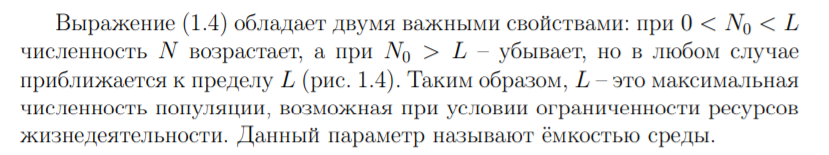 Выражение (1.4) обладает двумя важными свойствами: при 0 < N₀ < L
численность N возрастает, а при N₀ > L – убывает, но в любом случае
приближается к пределу L (рис. 1.4). Таким образом, L – это максимальная
численность популяции, возможная при условии ограниченности ресурсов
жизнедеятельности. Данный параметр называют ёмкостью среды.